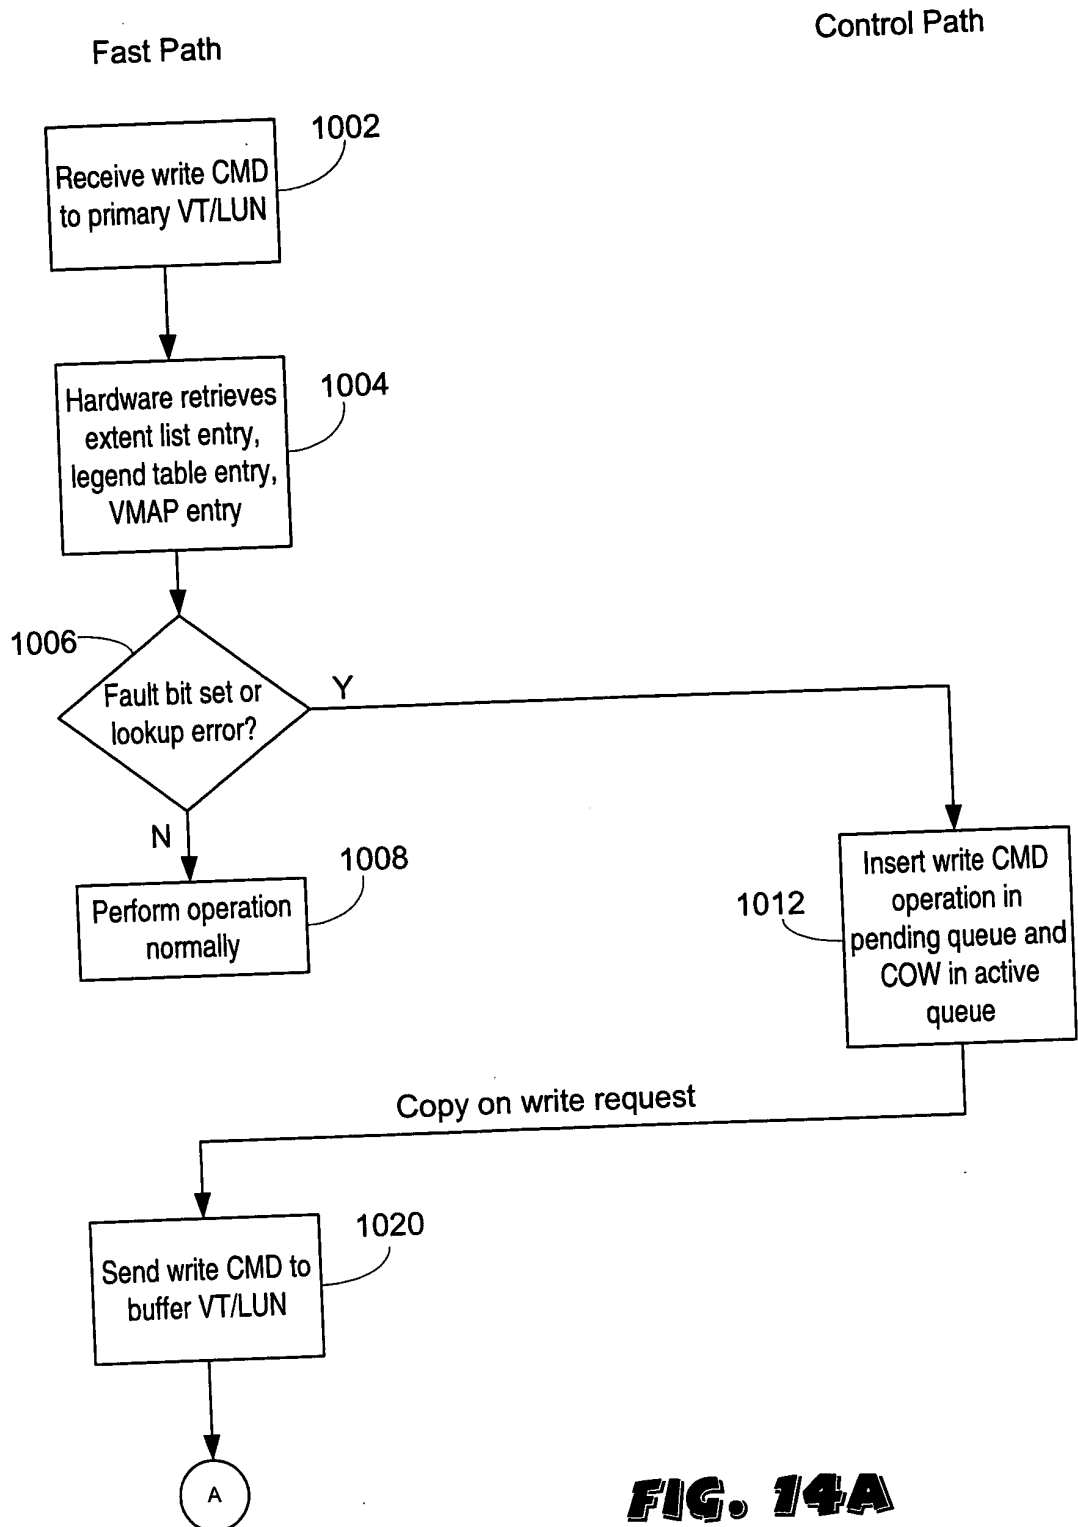 Fast Path
Control Path
1002
Receive write CMD
to primary VT/LUN
1004
Hardware retrieves
extent list entry,
legend table entry,
VMAP entry
1006
Fault bit set or
lookup error?
Y
N
1008
Perform operation
normally
1012
Insert write CMD
operation in
pending queue and
COW in active
queue
Copy on write request
1020
Send write CMD to
buffer VT/LUN
A
FIG. 14A